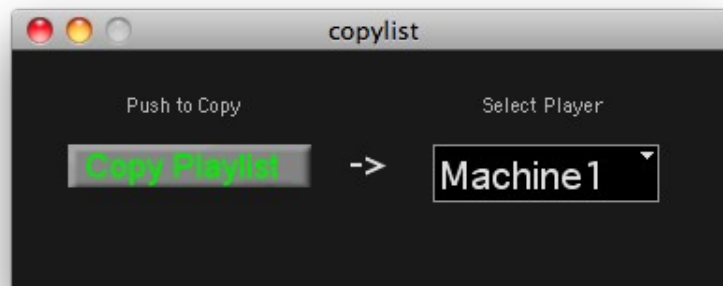 copylist
Push to Copy
Select Player
Copy Playlist
->
Machine1